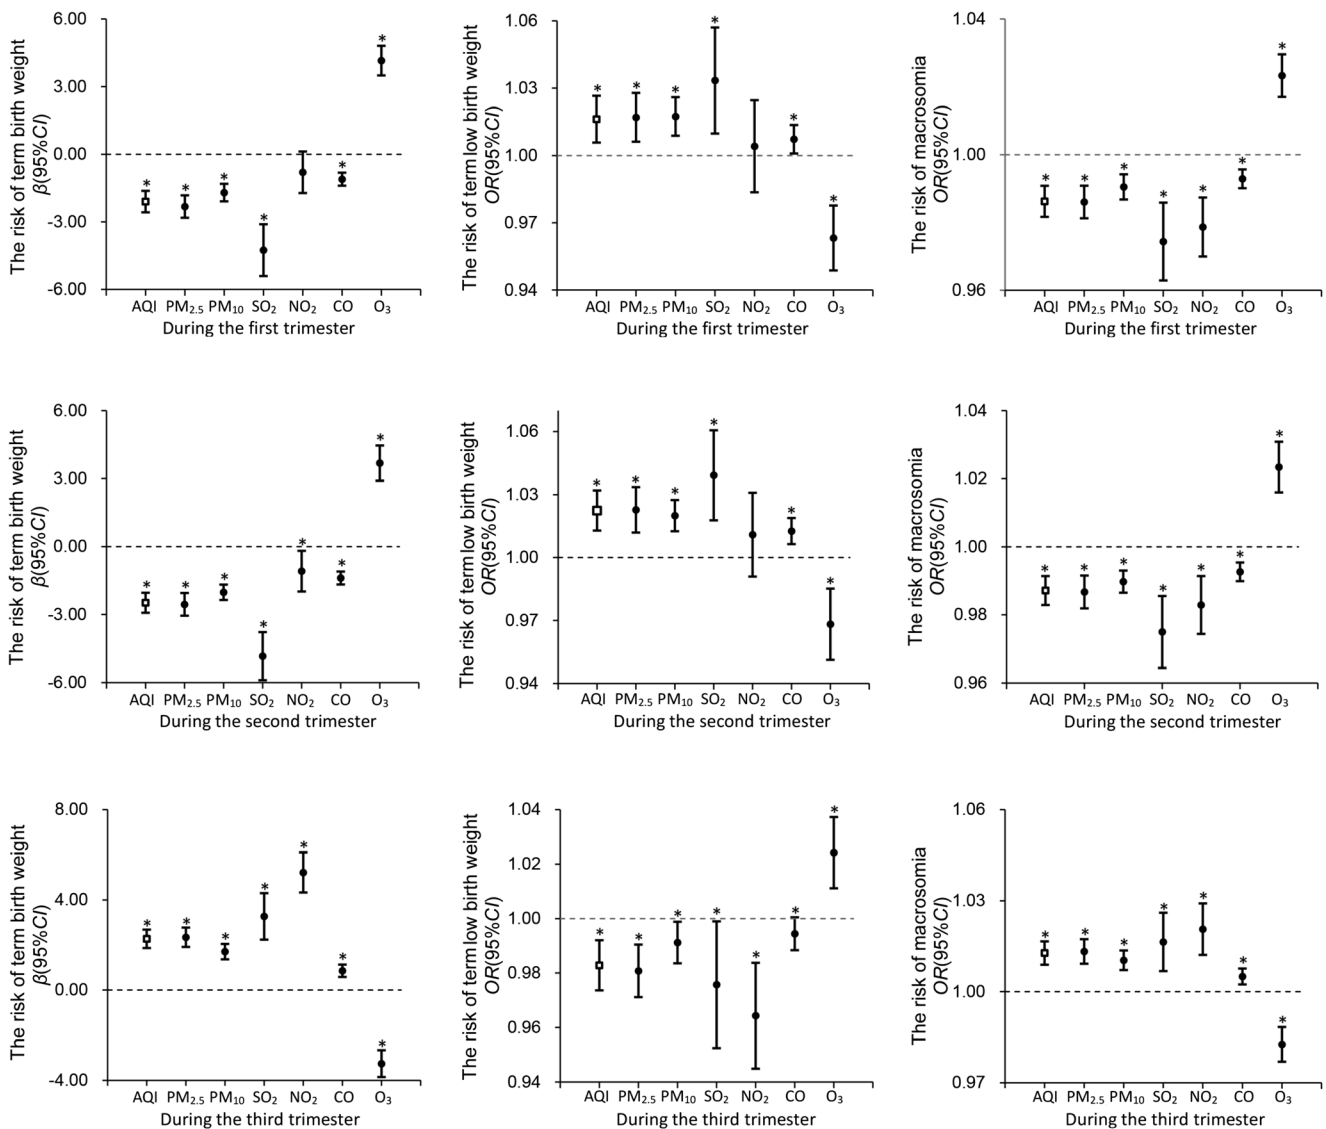 The risk of term birth weight
β(95%CI)
6.00
3.00
0.00
-3.00
-6.00
* * * * * *
AQI PM2.5 PM10 SO2 NO2 CO O3
During the first trimester
The risk of term low birth weight
OR(95%CI)
1.06
1.03
1.00
0.97
0.94
* * * * * *
AQI PM2.5 PM10 SO2 NO2 CO O3
During the first trimester
The risk of macrosomia
OR(95%CI)
1.04
1.00
0.96
* * * * * * *
AQI PM2.5 PM10 SO2 NO2 CO O3
During the first trimester
The risk of term birth weight
β(95%CI)
6.00
3.00
0.00
-3.00
-6.00
* * * * * * *
AQI PM2.5 PM10 SO2 NO2 CO O3
During the second trimester
The risk of term low birth weight
OR(95%CI)
1.06
1.03
1.00
0.97
0.94
* * * * * *
AQI PM2.5 PM10 SO2 NO2 CO O3
During the second trimester
The risk of macrosomia
OR(95%CI)
1.04
1.02
1.00
0.98
0.96
* * * * * * *
AQI PM2.5 PM10 SO2 NO2 CO O3
During the second trimester
The risk of term birth weight
β(95%CI)
8.00
4.00
0.00
-4.00
* * * * * * *
AQI PM2.5 PM10 SO2 NO2 CO O3
During the third trimester
The risk of term low birth weight
OR(95%CI)
1.04
1.02
1.00
0.98
0.96
0.94
* * * * * * *
AQI PM2.5 PM10 SO2 NO2 CO O3
During the third trimester
The risk of macrosomia
OR(95%CI)
1.06
1.03
1.00
0.97
* * * * * * *
AQI PM2.5 PM10 SO2 NO2 CO O3
During the third trimester